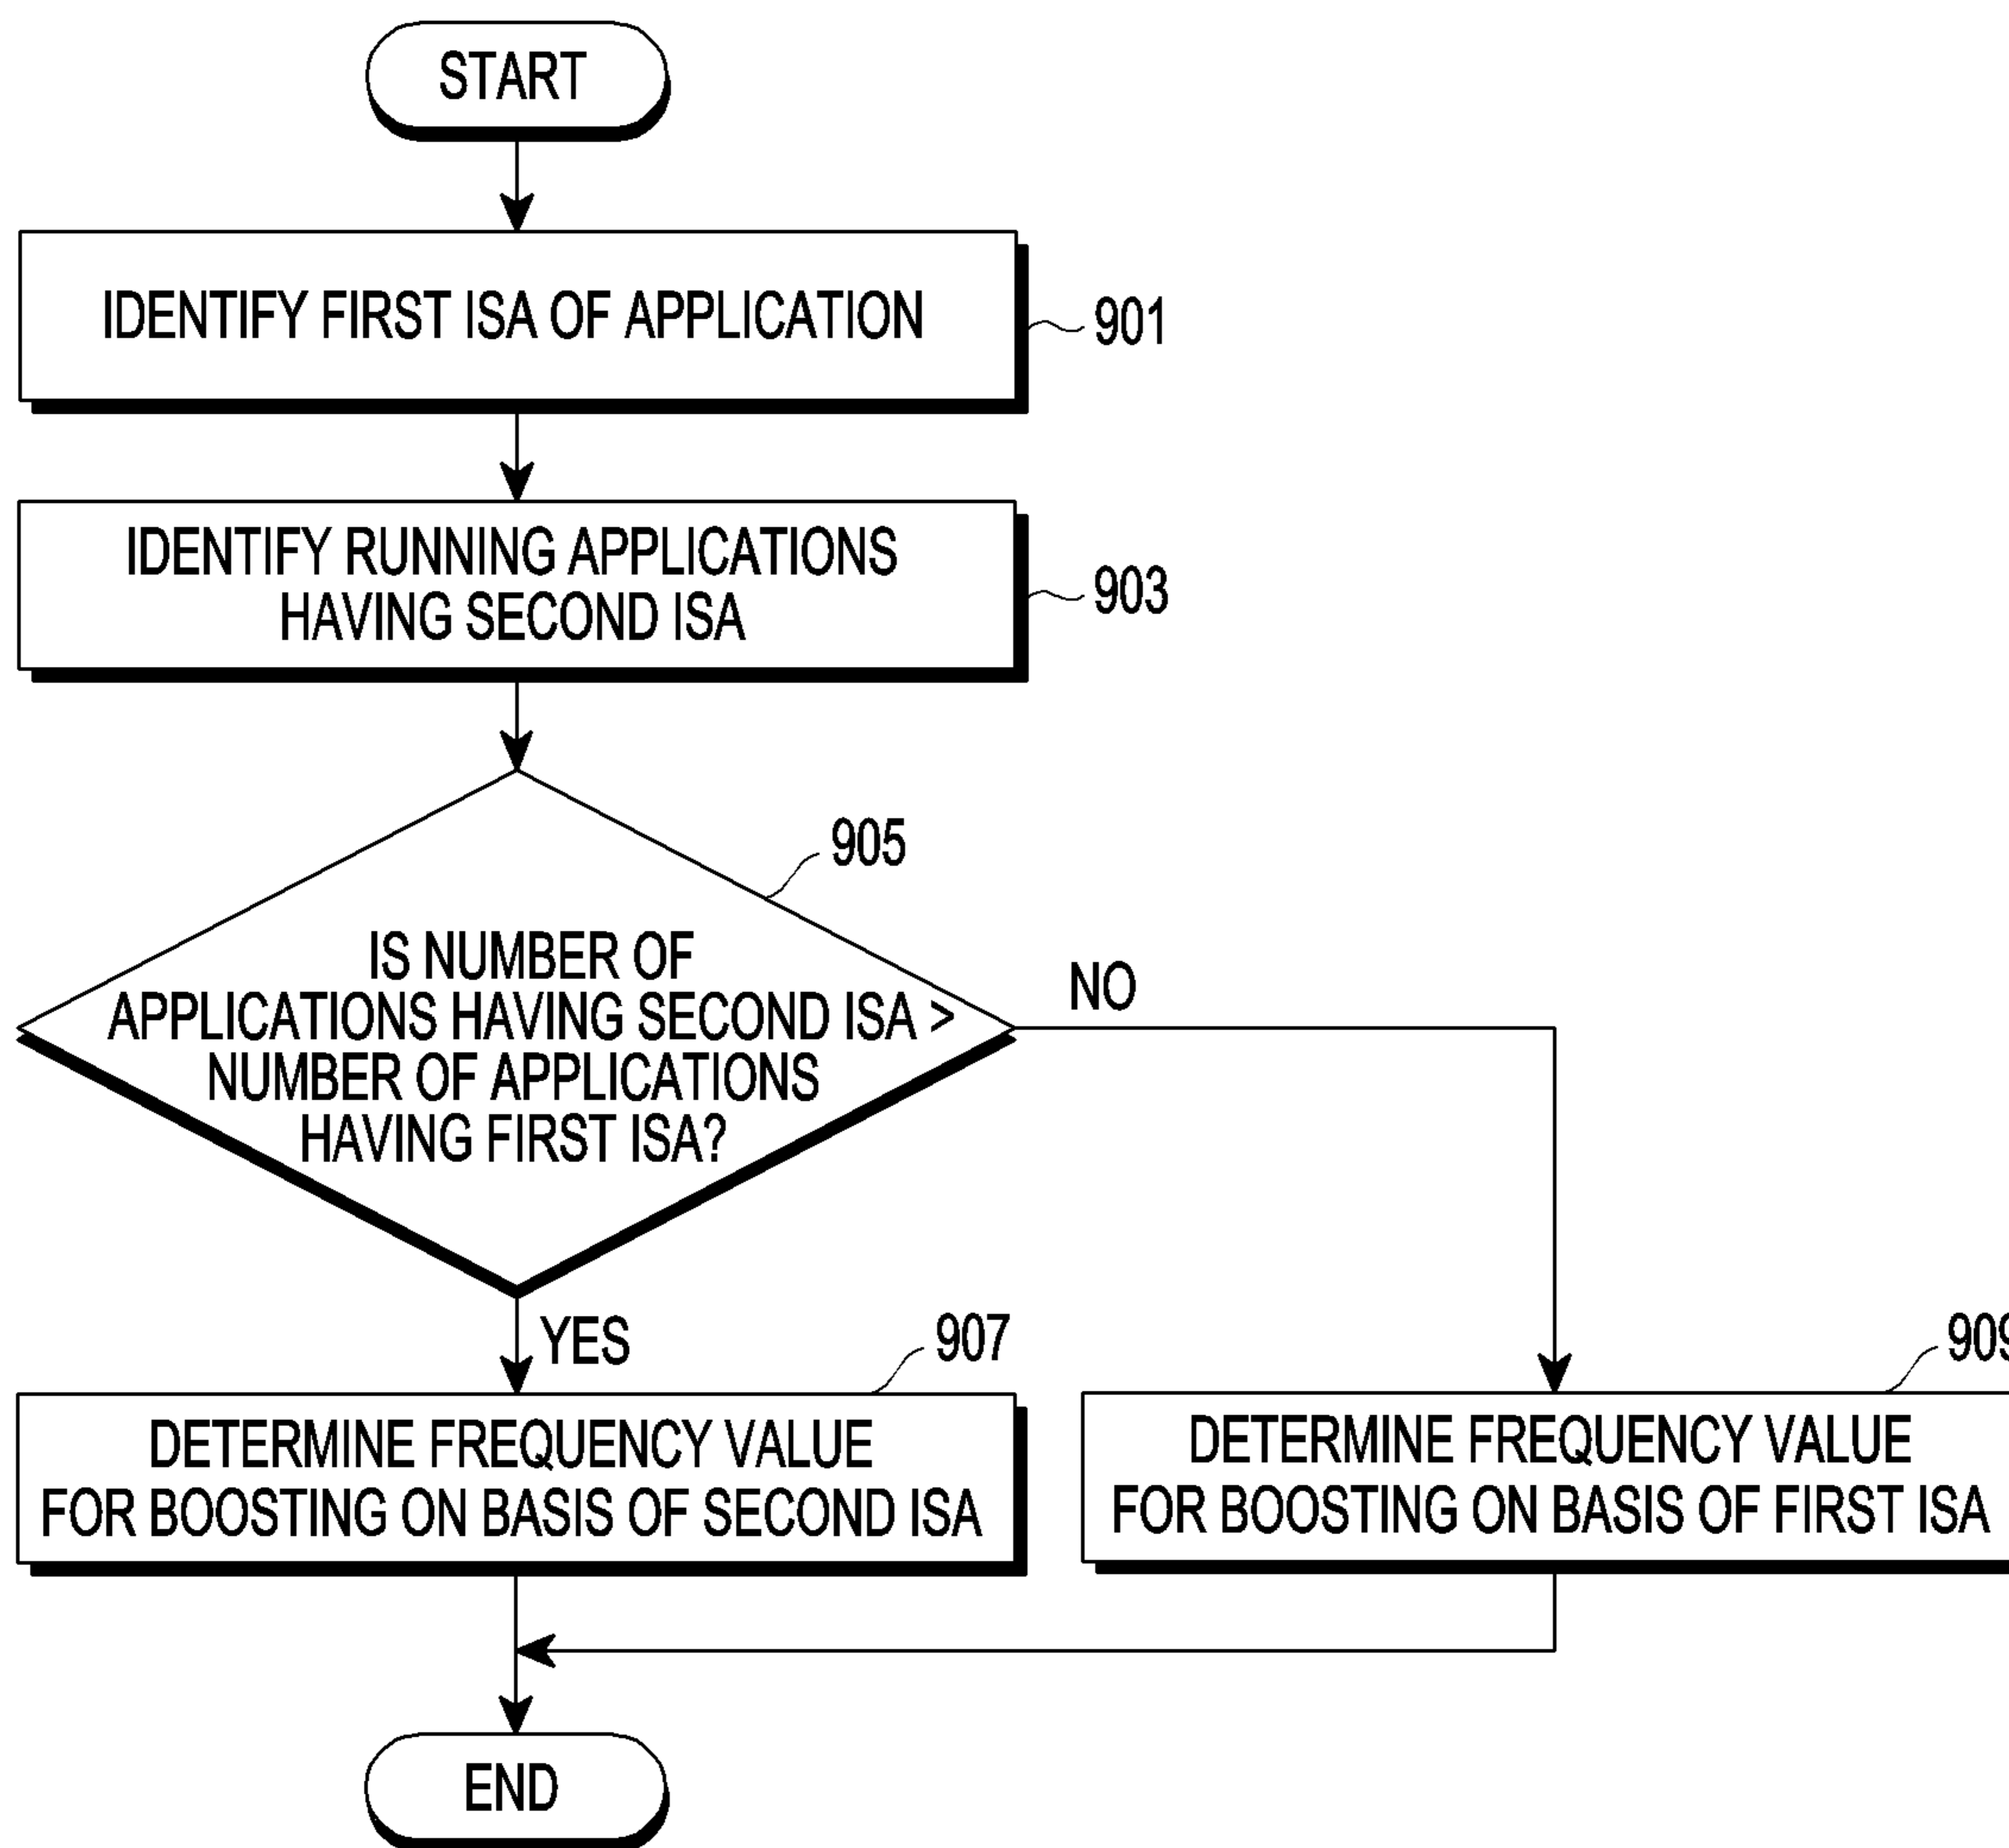 START
IDENTIFY FIRST ISA OF APPLICATION
901
IDENTIFY RUNNING APPLICATIONS
HAVING SECOND ISA
903
905
IS NUMBER OF
APPLICATIONS HAVING SECOND ISA >
NUMBER OF APPLICATIONS
HAVING FIRST ISA?
NO
YES
907
DETERMINE FREQUENCY VALUE
FOR BOOSTING ON BASIS OF SECOND ISA
909
DETERMINE FREQUENCY VALUE
FOR BOOSTING ON BASIS OF FIRST ISA
END